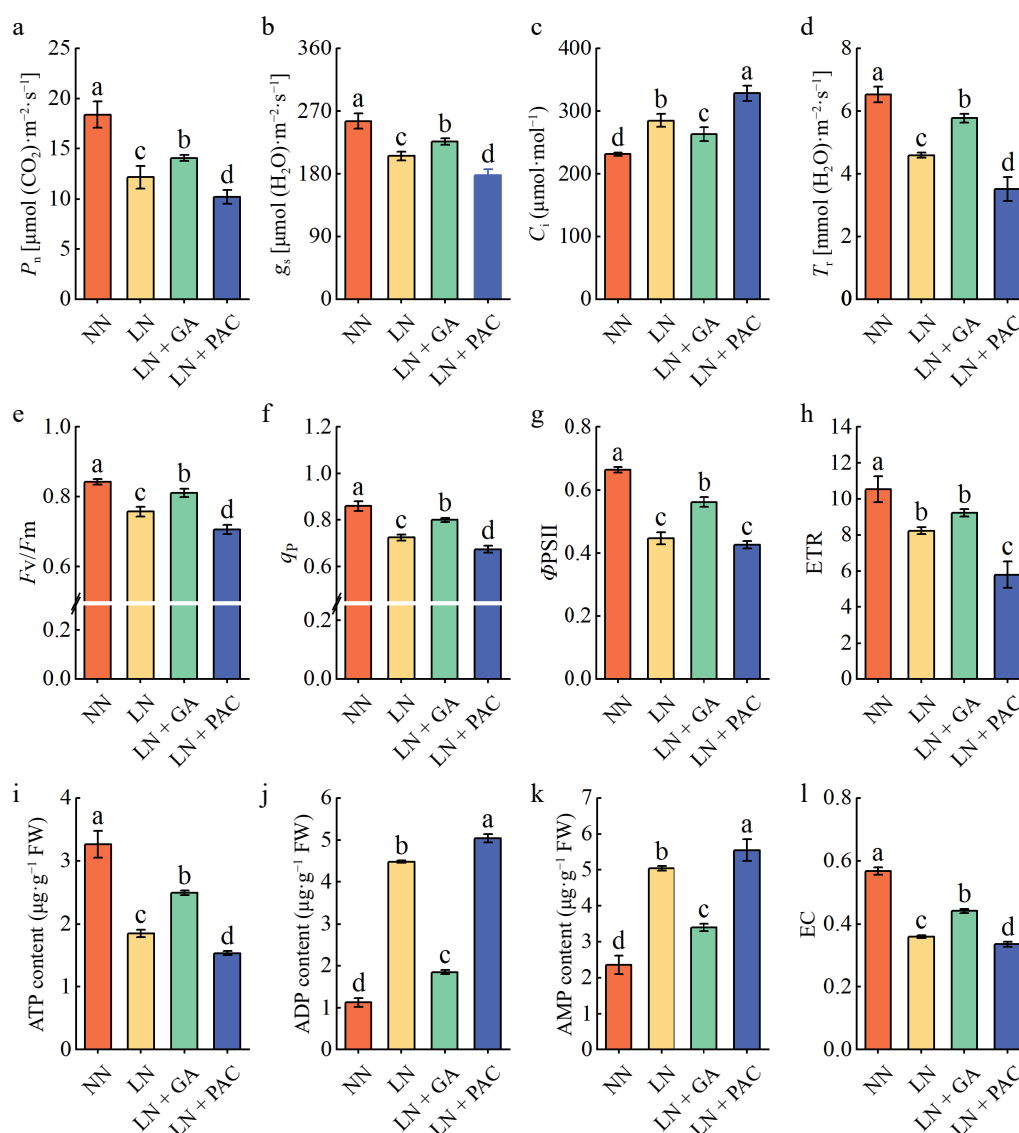 a
P_n [μmol (CO₂)·m⁻²·s⁻¹]
25
20
15
10
5
0
a
c
b
d
NN
LN
LN + GA
LN + PAC
b
g_s [μmol (H₂O)·m⁻²·s⁻¹]
360
270
180
90
0
a
c
b
d
NN
LN
LN + GA
LN + PAC
c
C_i (μmol·mol⁻¹)
400
300
200
100
0
d
b
c
a
NN
LN
LN + GA
LN + PAC
d
T_r [mmol (H₂O)·m⁻²·s⁻¹]
8
6
4
2
0
a
c
b
d
NN
LN
LN + GA
LN + PAC
e
Fv/Fm
1.0
0.8
0.6
0.2
0.0
a
c
b
d
NN
LN
LN + GA
LN + PAC
f
q_P
1.2
1.0
0.8
0.6
0.2
0.0
a
c
b
d
NN
LN
LN + GA
LN + PAC
g
ΦPSII
0.8
0.6
0.4
0.2
0.0
a
c
b
c
NN
LN
LN + GA
LN + PAC
h
ETR
14
12
10
8
6
4
2
0
a
b
b
c
NN
LN
LN + GA
LN + PAC
i
ATP content (μg·g⁻¹ FW)
4
3
2
1
0
a
c
b
d
NN
LN
LN + GA
LN + PAC
j
ADP content (μg·g⁻¹ FW)
6
5
4
3
2
1
0
d
b
c
a
NN
LN
LN + GA
LN + PAC
k
AMP content (μg·g⁻¹ FW)
7
6
5
4
3
2
1
0
d
b
c
a
NN
LN
LN + GA
LN + PAC
l
EC
0.8
0.6
0.4
0.2
0.0
a
c
b
d
NN
LN
LN + GA
LN + PAC